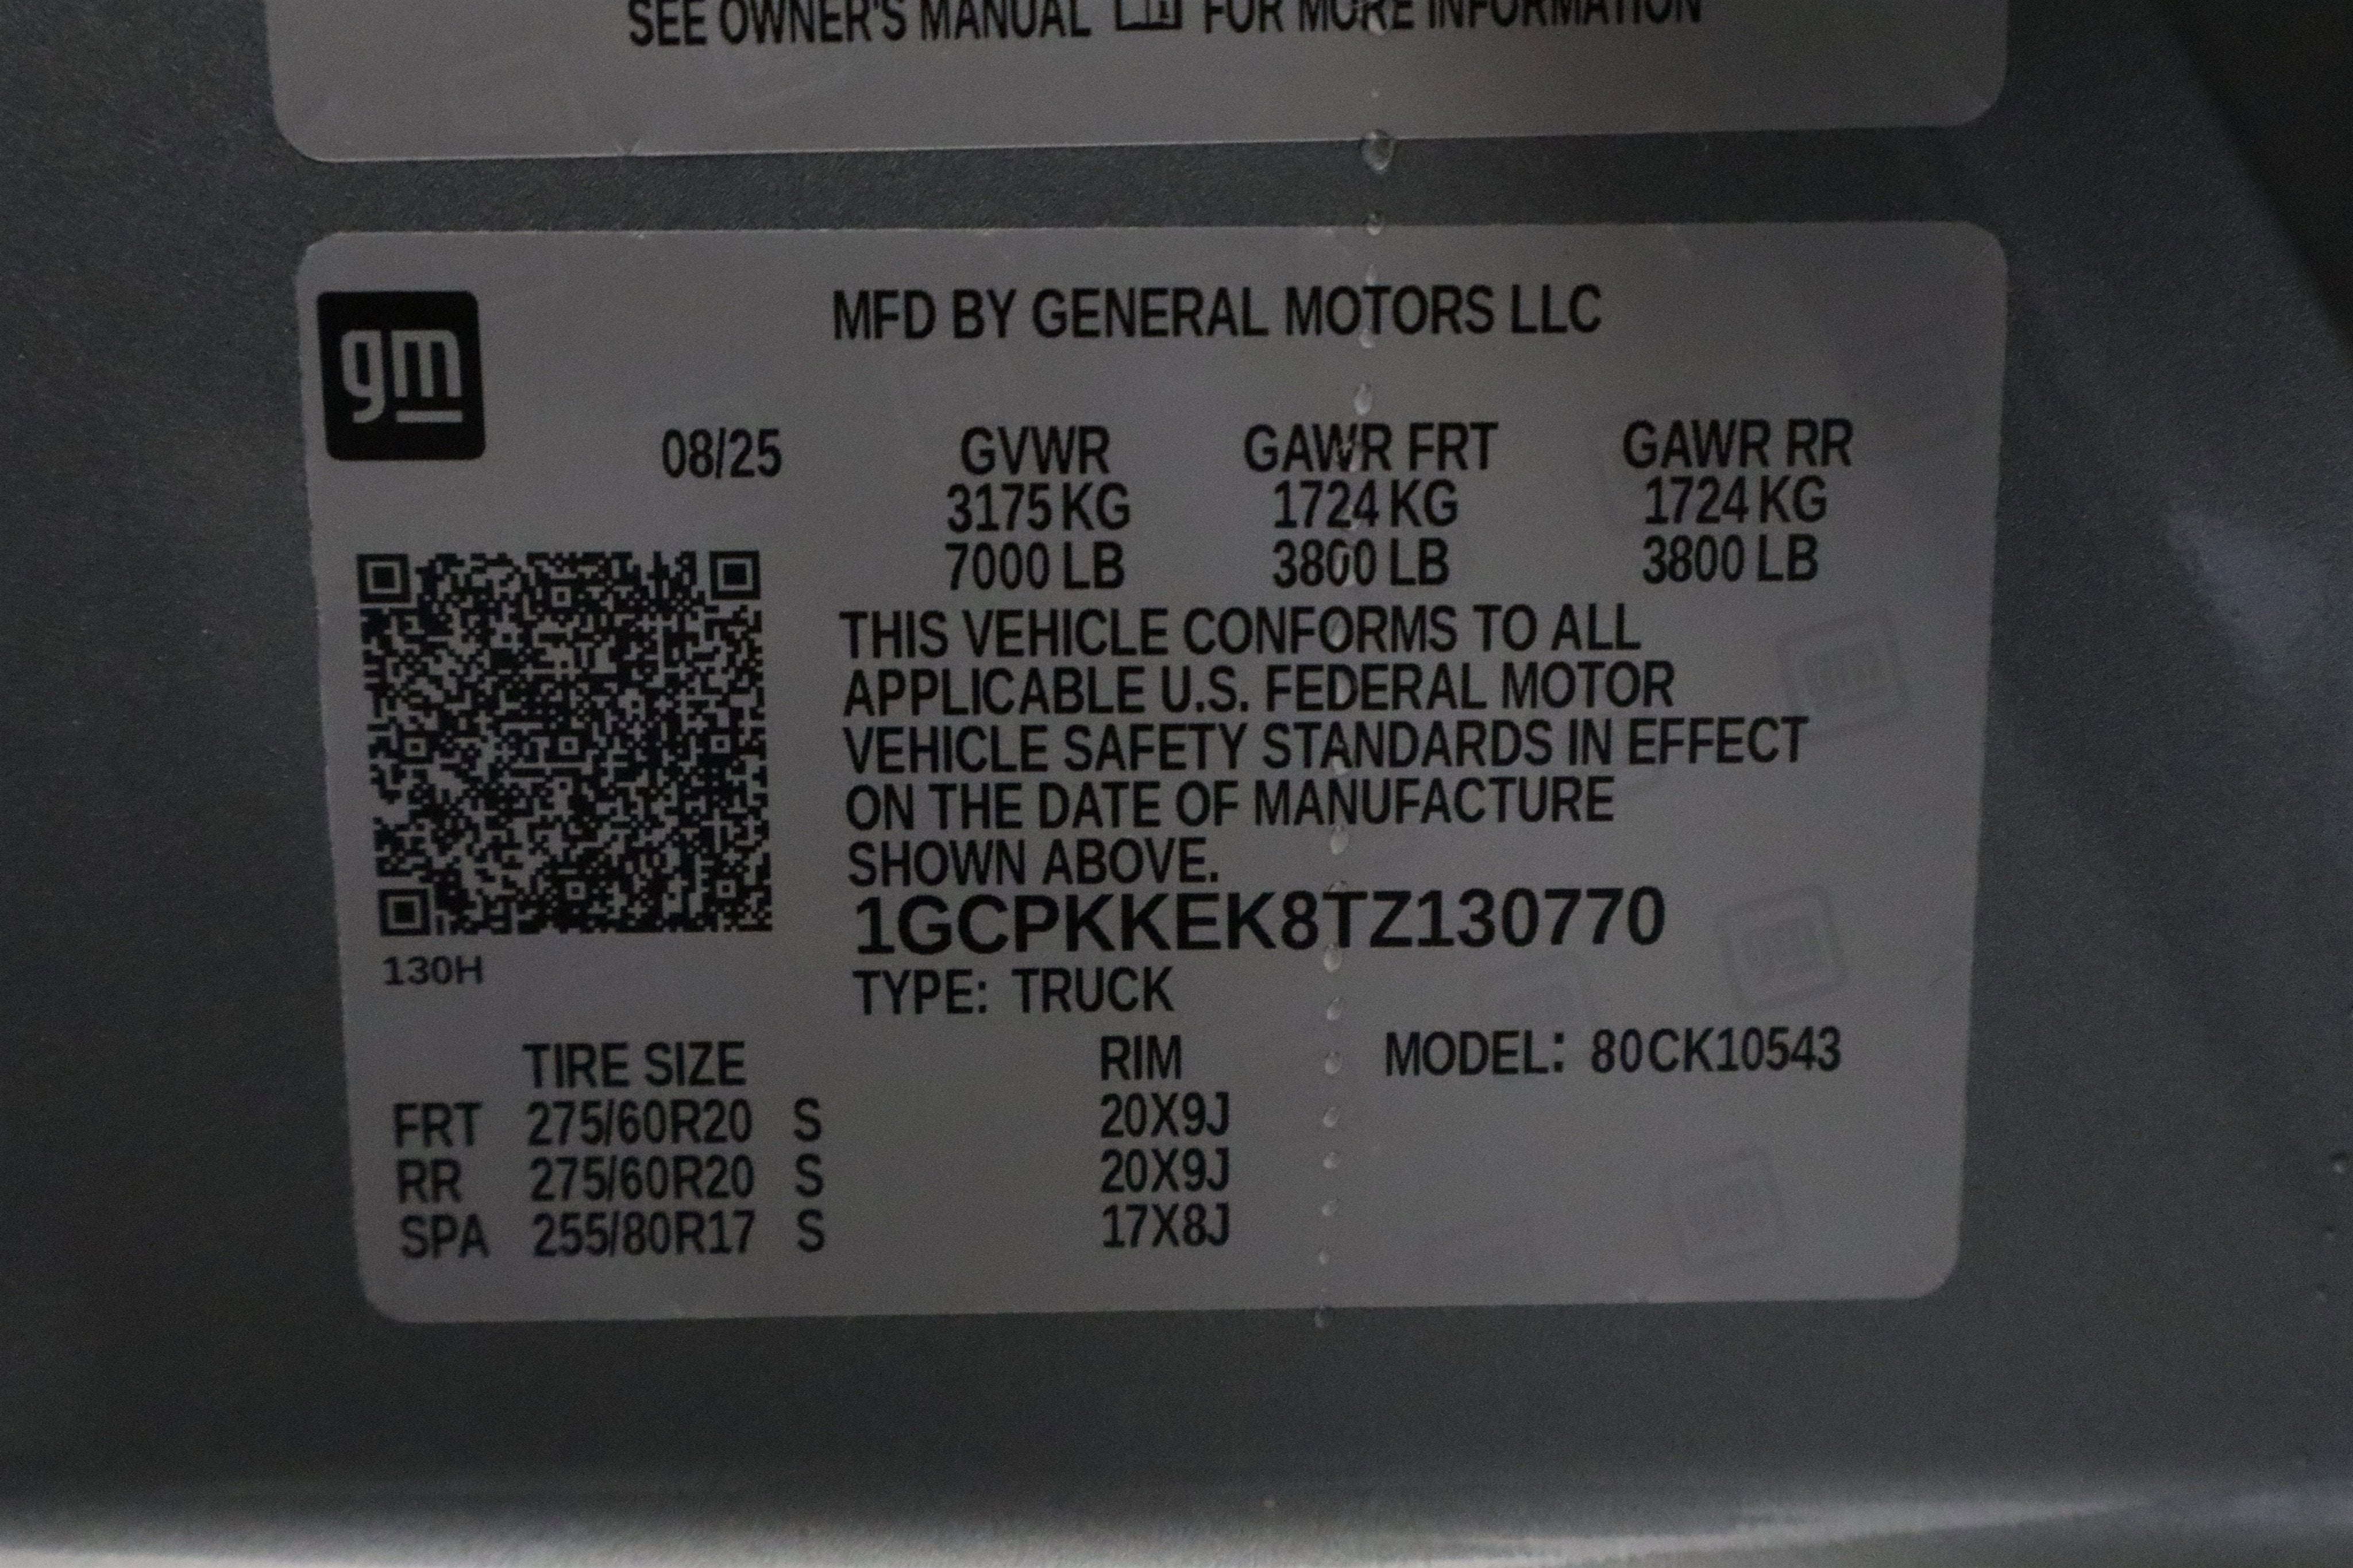 SEE OWNER'S MANUAL FOR MORE INFORMATION
gm
MFD BY GENERAL MOTORS LLC
08/25 GVWR GAWR FRT GAWR RR
3175 KG 1724 KG 1724 KG
7000 LB 3800 LB 3800 LB
THIS VEHICLE CONFORMS TO ALL
APPLICABLE U.S. FEDERAL MOTOR
VEHICLE SAFETY STANDARDS IN EFFECT
ON THE DATE OF MANUFACTURE
SHOWN ABOVE.
1GCPKKEK8TZ130770
130H
TYPE: TRUCK
TIRE SIZE RIM MODEL: 80CK10543
FRT 275/60R20 S 20X9J
RR 275/60R20 S 20X9J
SPA 255/80R17 S 17X8J